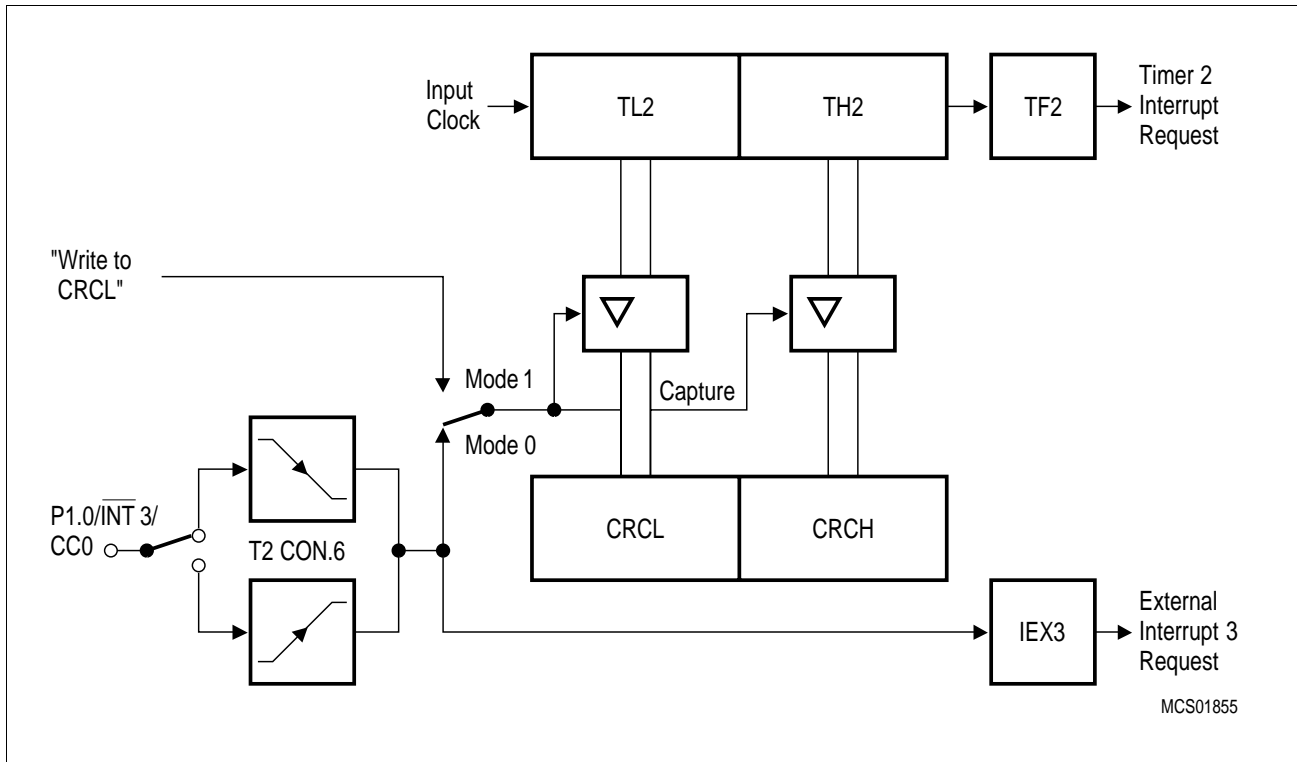 Input
Clock
TL2
TH2
TF2
Timer 2
Interrupt
Request
"Write to
CRCL"
Mode 1
Capture
Mode 0
P1.0/INT 3/
CC0
T2 CON.6
CRCL
CRCH
IEX3
External
Interrupt 3
Request
MCS01855